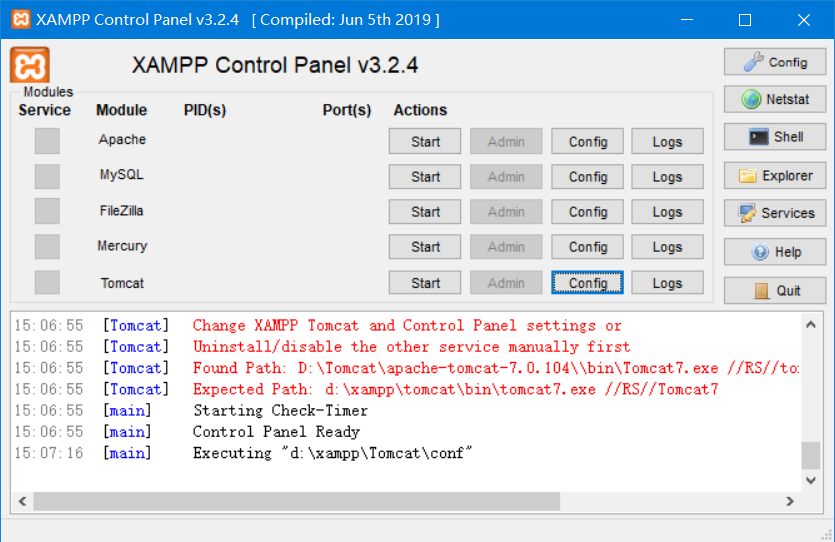 XAMPP Control Panel v3.2.4 [ Compiled: Jun 5th 2019 ]
XAMPP Control Panel v3.2.4
Config
Modules
Service Module PID(s) Port(s) Actions
Netstat
Apache Start Admin Config Logs
Shell
MySQL Start Admin Config Logs
Explorer
FileZilla Start Admin Config Logs
Services
Mercury Start Admin Config Logs
Help
Tomcat Start Admin Config Logs
Quit
15:06:55 [Tomcat] Change XAMPP Tomcat and Control Panel settings or
15:06:55 [Tomcat] Uninstall/disable the other service manually first
15:06:55 [Tomcat] Found Path: D:\Tomcat\apache-tomcat-7.0.104\\bin\Tomcat7.exe //RS//to
15:06:55 [Tomcat] Expected Path: d:\xampp\tomcat\bin\tomcat7.exe //RS//Tomcat7
15:06:55 [main] Starting Check-Timer
15:06:55 [main] Control Panel Ready
15:07:16 [main] Executing "d:\xampp\Tomcat\conf"